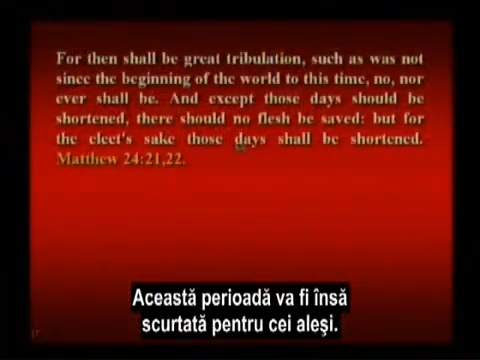 For then shall be great tribulation, such as was not
since the beginning of the world to this time, no, nor
ever shall be. And except those days should be
shortened, there should no flesh be saved: but for
the elect's sake those days shall be shortened.
Matthew 24:21,22.
Această perioadă va fi însă
scurtată pentru cei aleşi.